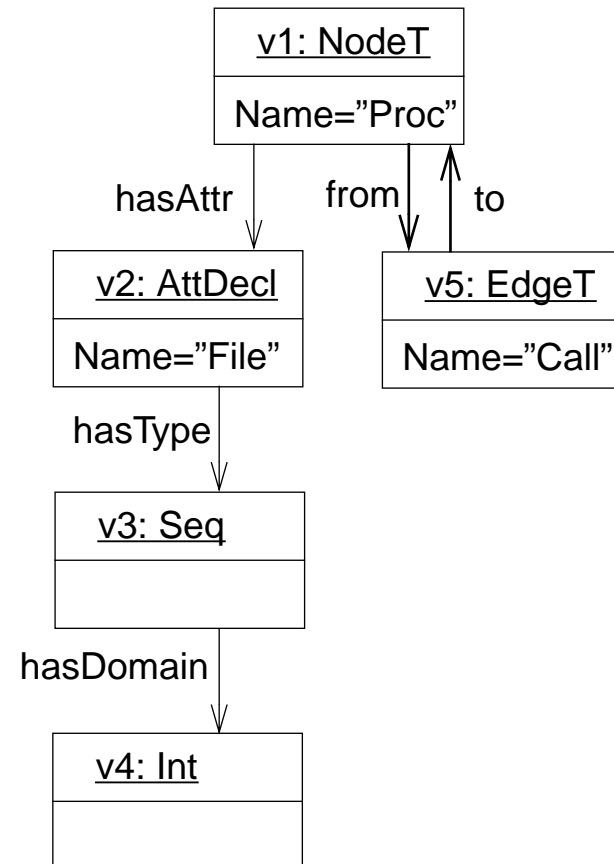 v1: NodeT
Name=”Proc”
hasAttr
from
to
v2: AttDecl
v5: EdgeT
Name=”File”
Name=”Call”
hasType
v3: Seq
hasDomain
v4: Int